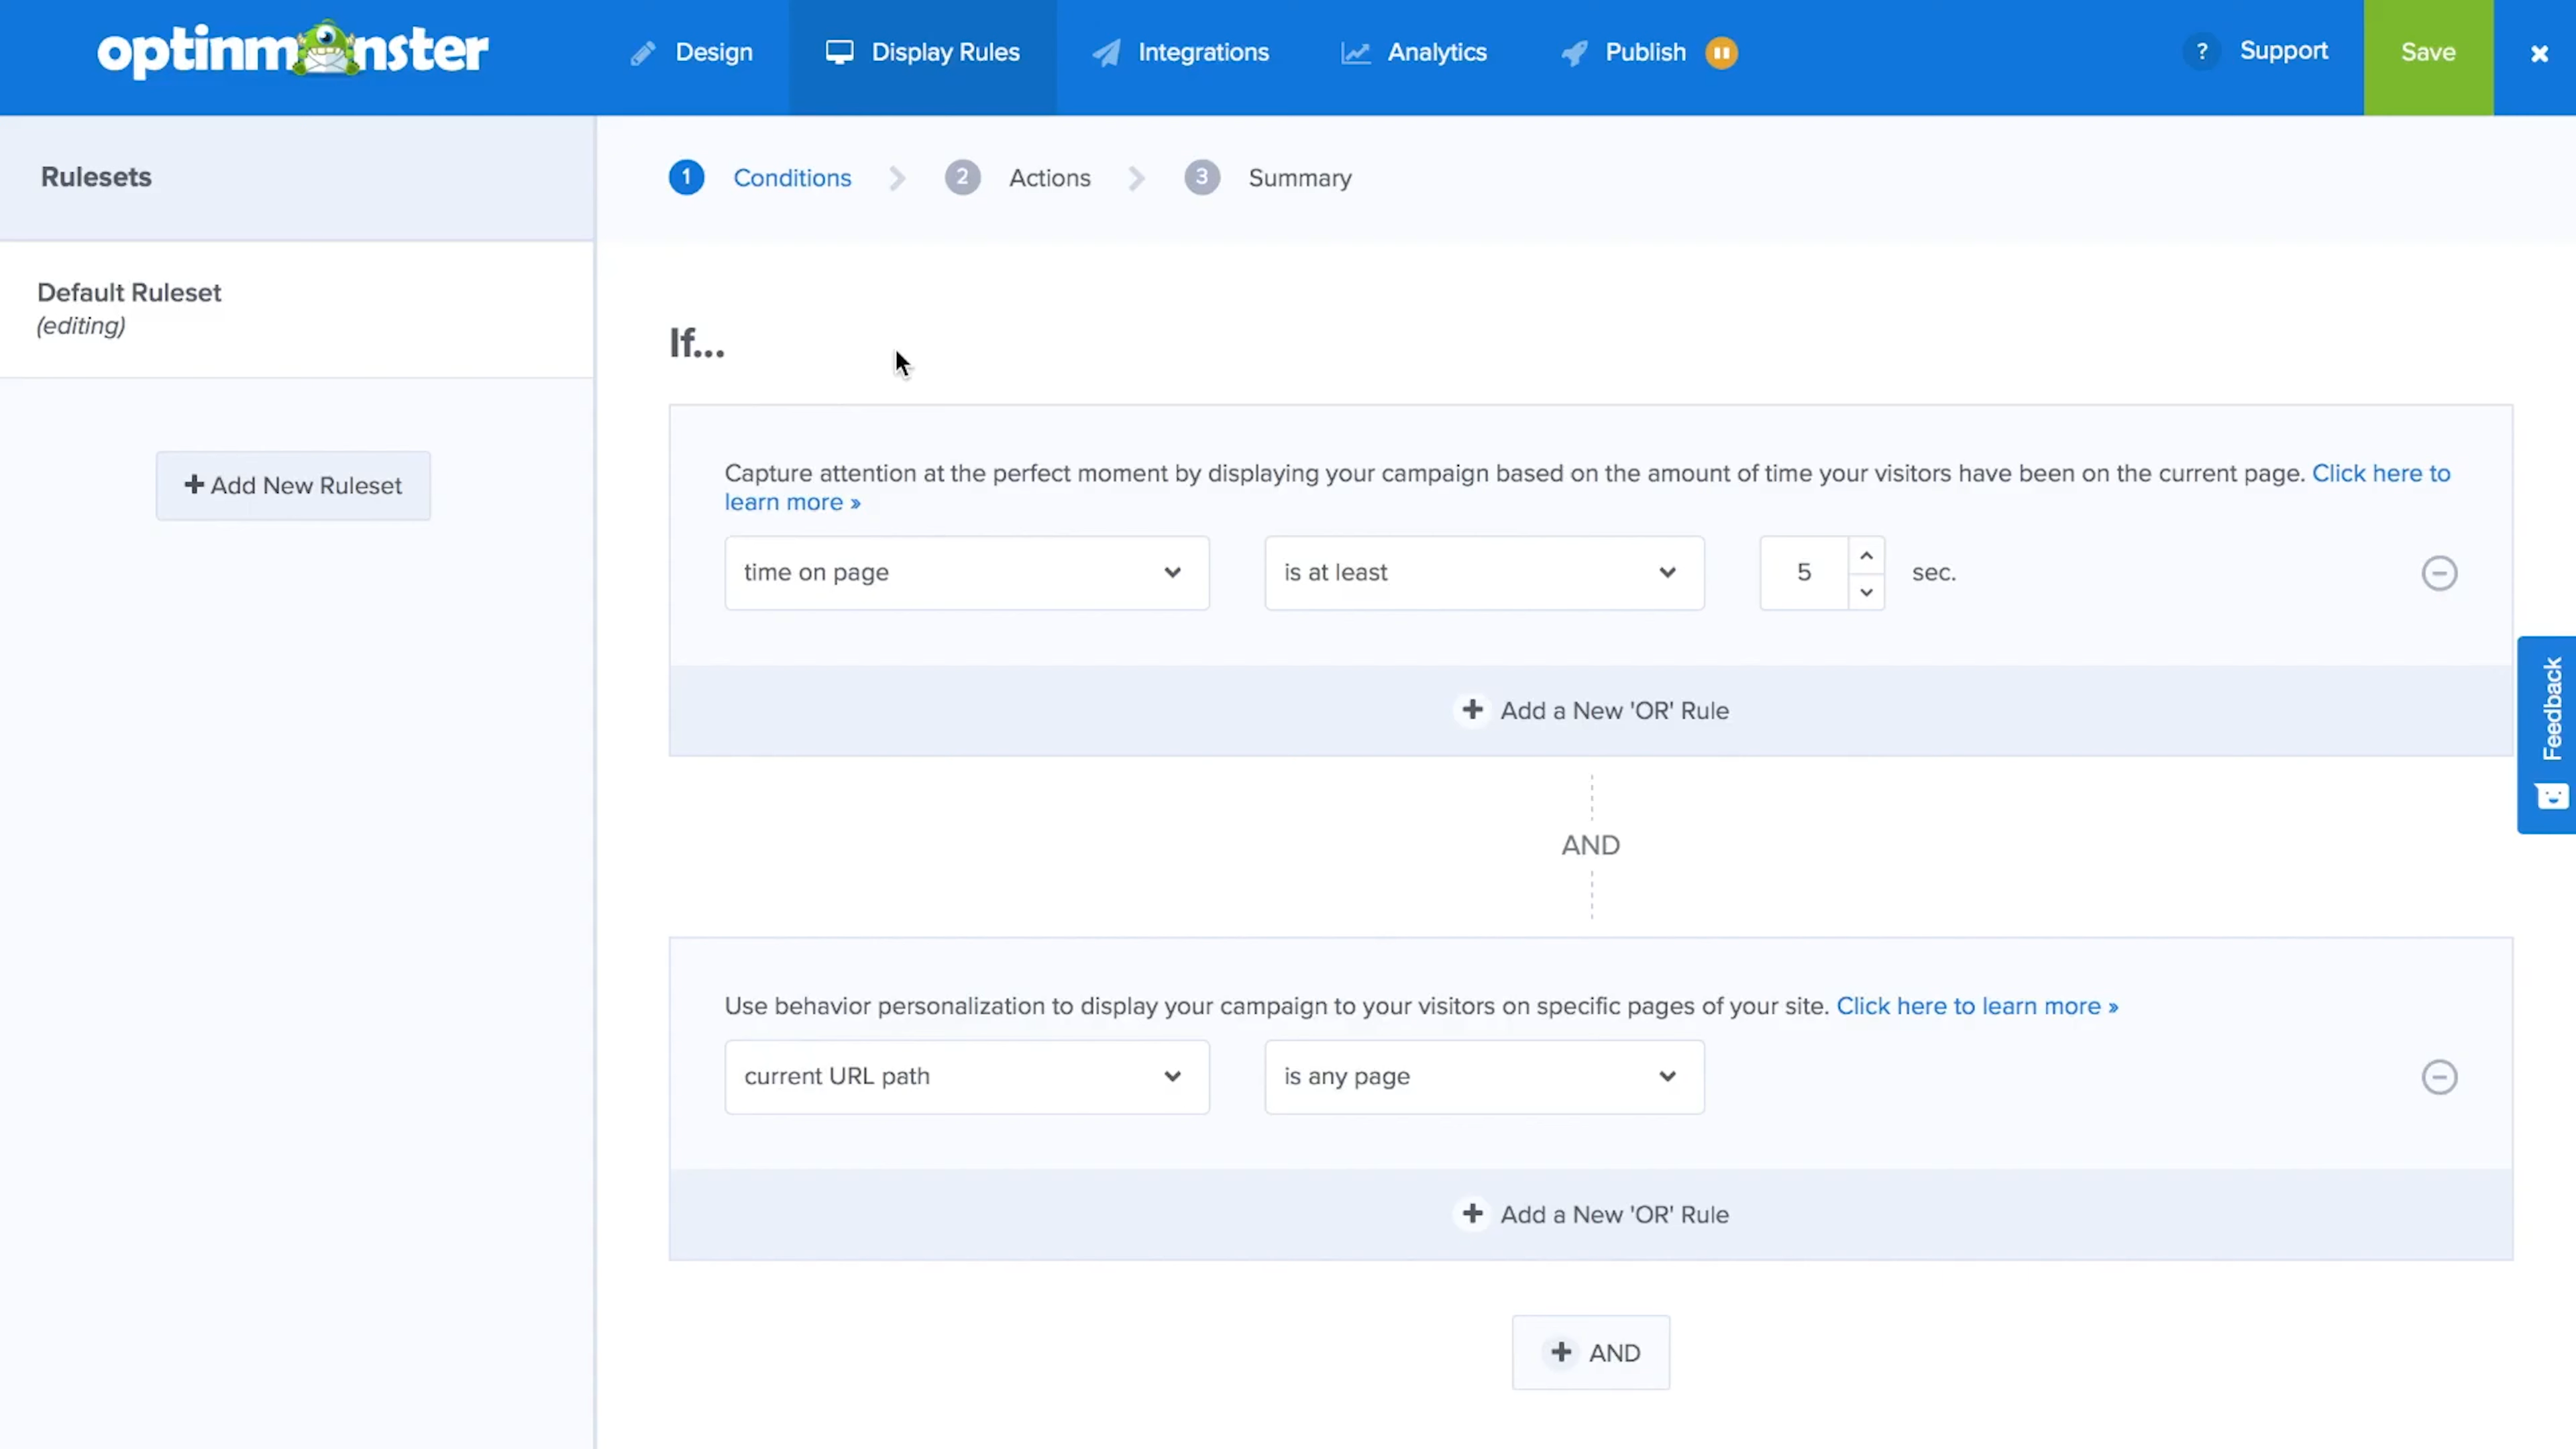 optinmonster
Design
Display Rules
Integrations
Analytics
Publish
? Support
Save
Rulesets
1 Conditions
2 Actions
3 Summary
Default Ruleset
(editing)
+ Add New Ruleset
If...
Capture attention at the perfect moment by displaying your campaign based on the amount of time your visitors have been on the current page. Click here to
learn more »
time on page
is at least
5
sec.
+ Add a New 'OR' Rule
AND
Use behavior personalization to display your campaign to your visitors on specific pages of your site. Click here to learn more »
current URL path
is any page
+ Add a New 'OR' Rule
+ AND
Feedback